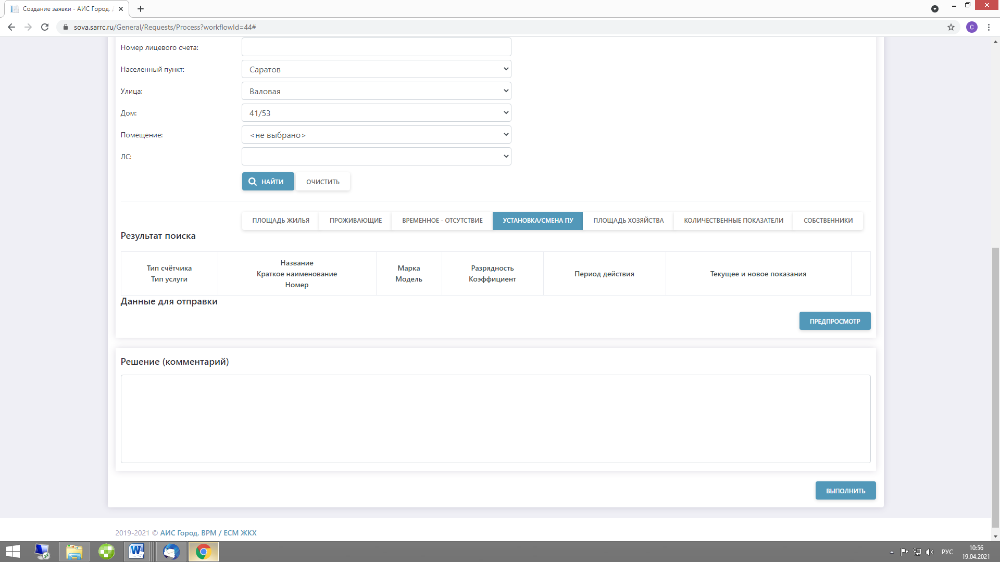 Создание заявки - АИС Город.
sova.sarrc.ru/General/Requests/Process?workflowId=44#
C
Номер лицевого счета:
Населенный пункт:
Саратов
Улица:
Валовая
Дом:
41/53
Помещение:
<не выбрано>
ЛС:
НАЙТИ
ОЧИСТИТЬ
ПЛОЩАДЬ ЖИЛЬЯ
ПРОЖИВАЮЩИЕ
ВРЕМЕННОЕ - ОТСУТСТВИЕ
УСТАНОВКА/СМЕНА ПУ
ПЛОЩАДЬ ХОЗЯЙСТВА
КОЛИЧЕСТВЕННЫЕ ПОКАЗАТЕЛИ
СОБСТВЕННИКИ
Результат поиска
Тип счётчика
Тип услуги
Название
Краткое наименование
Номер
Марка
Модель
Разрядность
Коэффициент
Период действия
Текущее и новое показания
Данные для отправки
ПРЕДПРОСМОТР
Решение (комментарий)
ВЫПОЛНИТЬ
2019-2021 © АИС Город. ВРМ / ЕСМ ЖКХ
РУС
10:56
19.04.2021